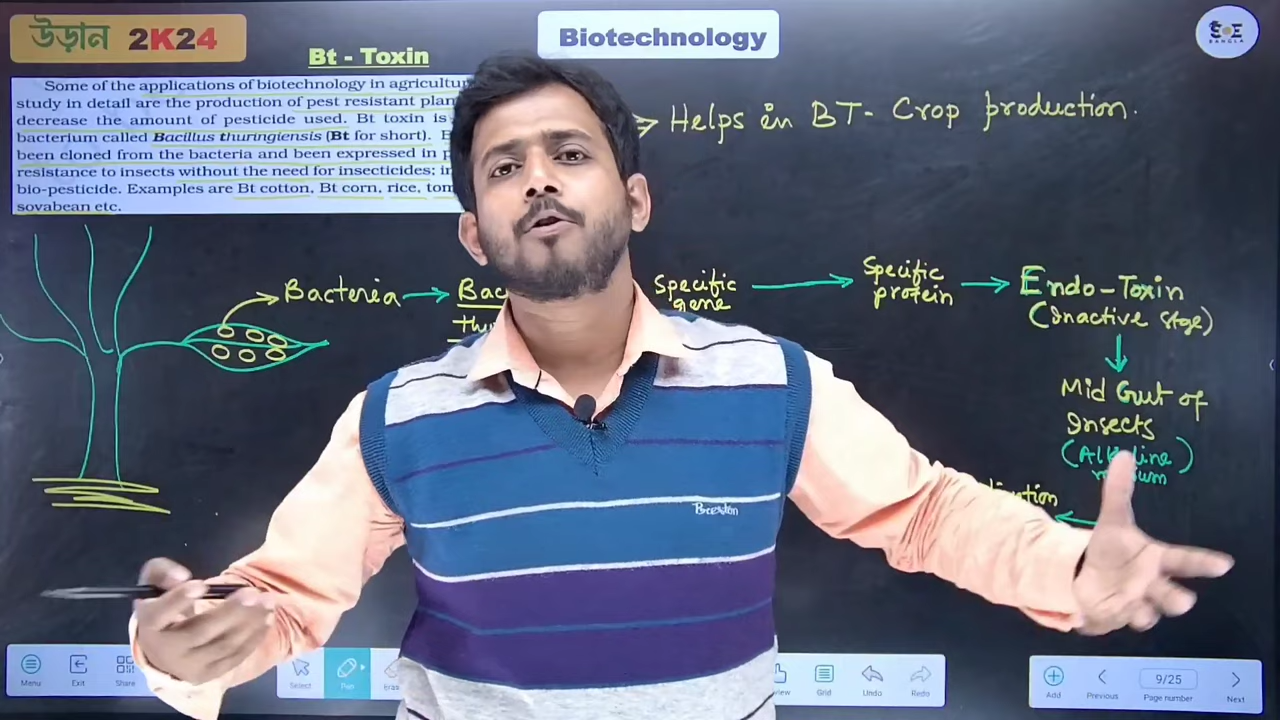 উড়ান 2K24
Biotechnology
BANGLA
Bt - Toxin
Some of the applications of biotechnology in agricultur
study in detail are the production of pest resistant plan
decrease the amount of pesticide used. Bt toxin is
bacterium called Bacillus thuringiensis (Bt for short).
been cloned from the bacteria and been expressed in p
resistance to insects without the need for insecticides; in
bio-pesticide. Examples are Bt cotton, Bt corn, rice, tom
soyabean etc.
Helps in BT- Crop production.
Bacteria
Bac
Specific
gene
Specific
protein
Endo-Toxin
(Inactive stage)
Mid Gut of
Insects
(Alkaline
medium
Breston
Menu
Exit
Share
Select
Pen
Grid
Undo
Redo
Add
Previous
9/25
Page number
Next